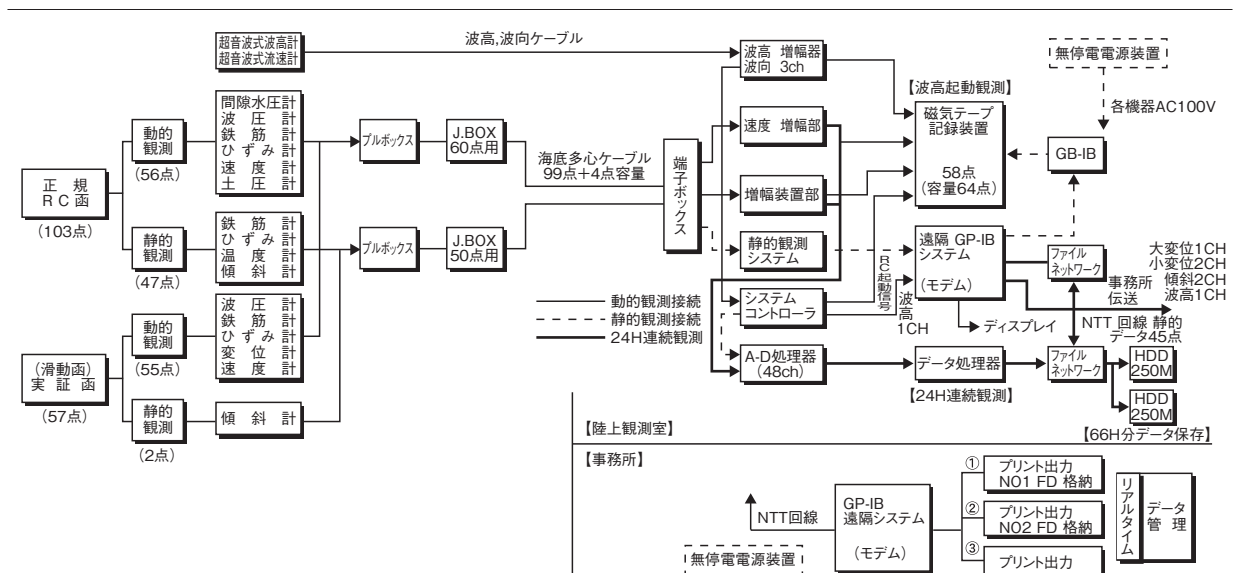 超音波式波高計
超音波式流速計
波高,波向ケーブル
波高 増幅器
波向 3ch
無停電電源装置
【波高起動観測】
各機器AC100V
間隙水圧計
波圧計
鉄筋計
ひずみ計
速度計
土圧計
動的
観測
(56点)
プルボックス
J.BOX
60点用
海底多心ケーブル
99点+4点容量
端子ボックス
速度 増幅部
磁気テープ
記録装置
58点
(容量64点)
GB-IB
正規
RC函
(103点)
増幅装置部
静的
観測
(47点)
鉄筋計
ひずみ計
温度計
傾斜計
プルボックス
J.BOX
50点用
静的観測
システム
RC起動信号
遠隔 GP-IB
システム
(モデム)
ファイル
ネットワーク
大変位1CH
小変位2CH
傾斜2CH
波高1CH
事務所
伝送
動的
観測
(55点)
波圧計
鉄筋計
ひずみ計
変位計
速度計
動的観測接続
静的観測接続
24H連続観測
システム
コントローラ
波高
1CH
ディスプレイ
NTT 回線 静的
データ45点
(滑動函)
実証函
(57点)
A-D処理器
(48ch)
データ処理器
ファイル
ネットワーク
HDD
250M
【24H連続観測】
静的
観測
(2点)
傾斜計
HDD
250M
【陸上観測室】
【66H分データ保存】
【事務所】
NTT回線
GP-IB
遠隔システム
(モデム)
①
プリント出力
NO1 FD 格納
②
プリント出力
NO2 FD 格納
③
プリント出力
リアルタイム
データ
管理
無停電電源装置